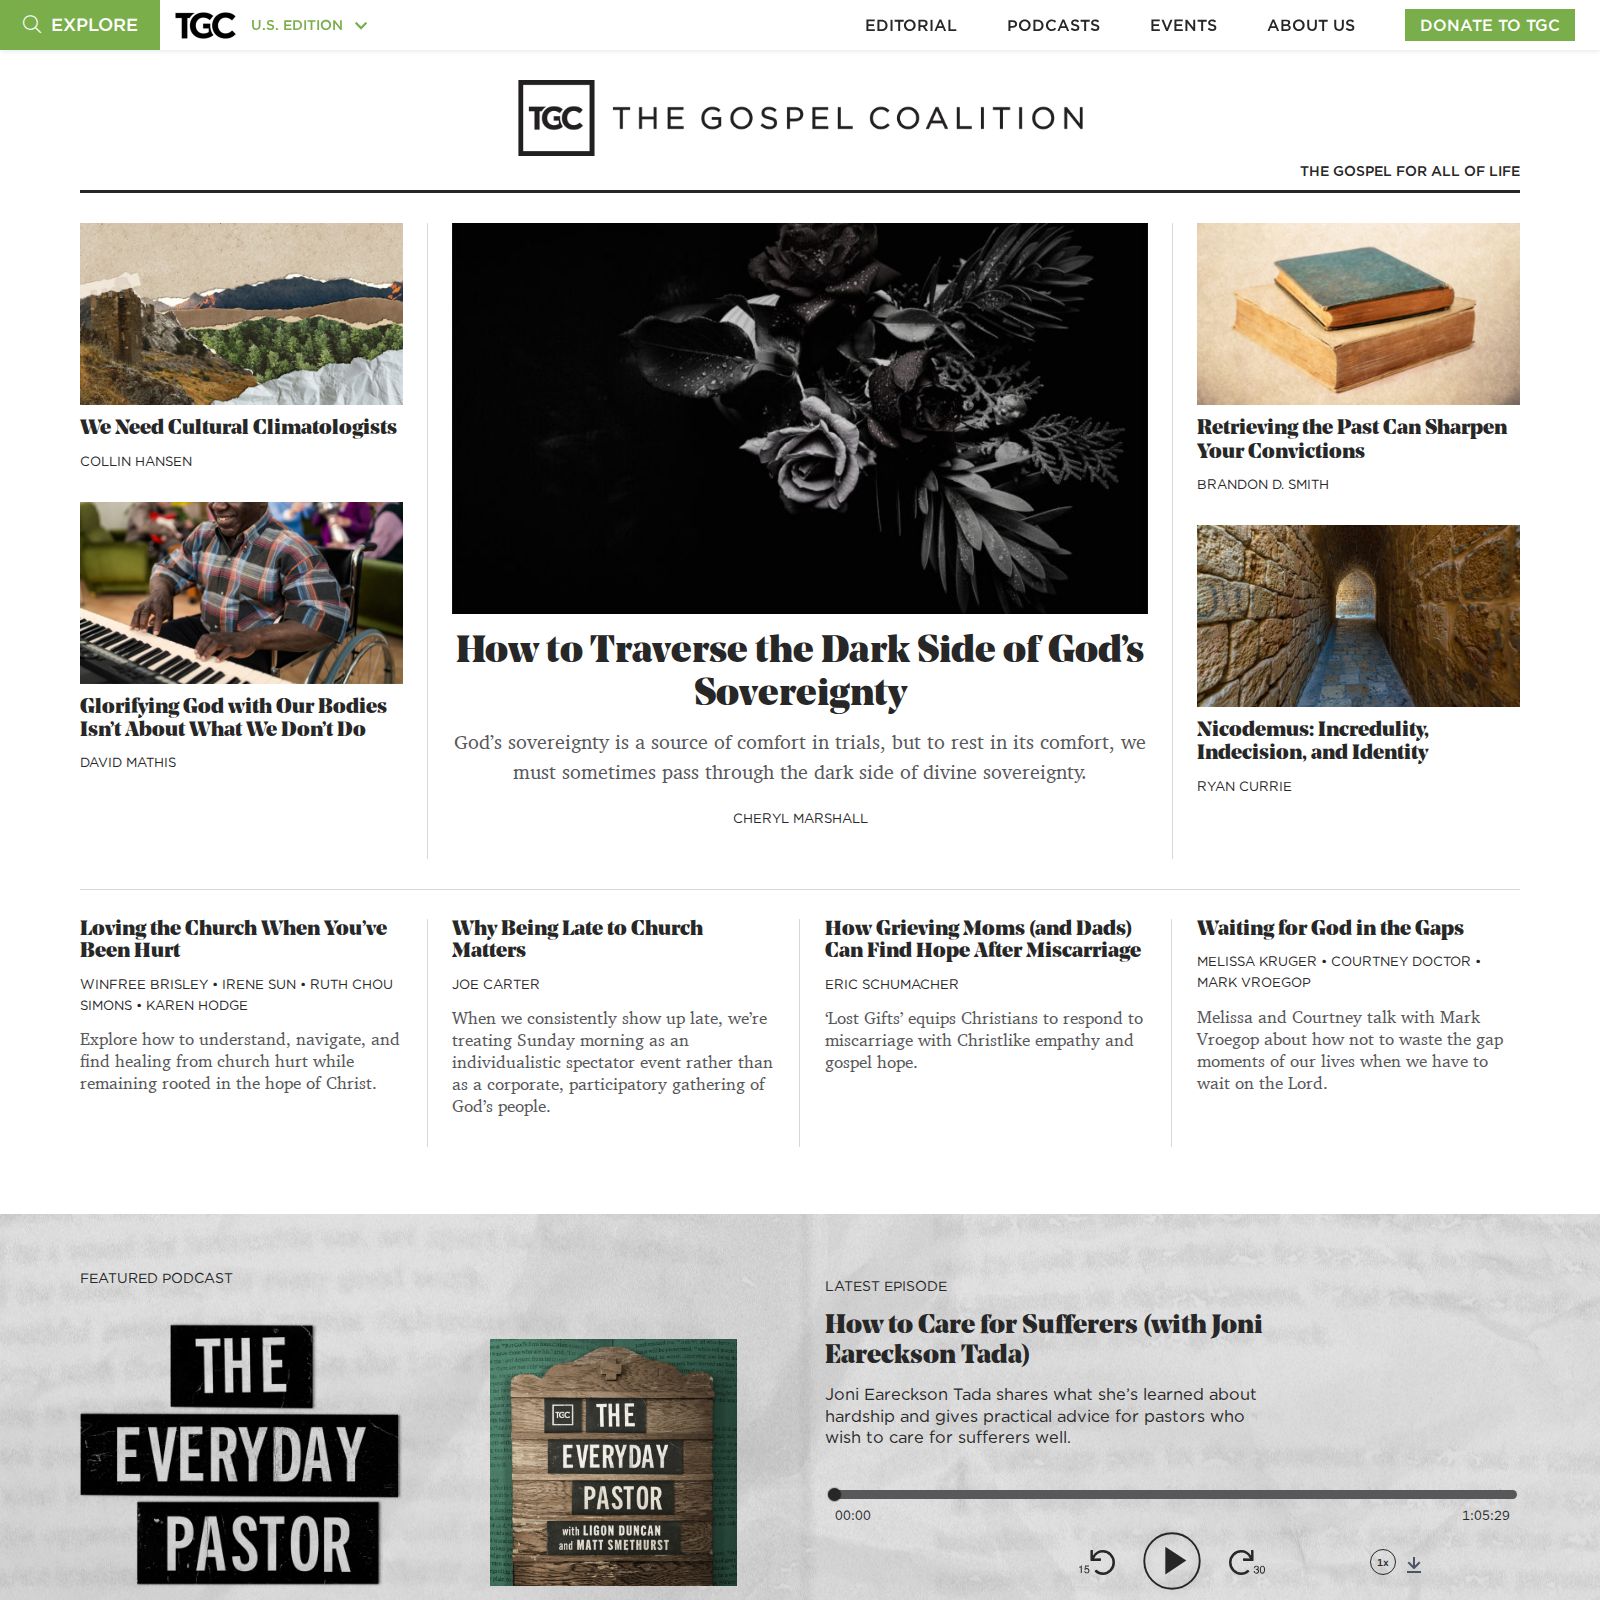 EXPLORE
TGC
U.S. EDITION
EDITORIAL
PODCASTS
EVENTS
ABOUT US
DONATE TO TGC
TGC
THE GOSPEL COALITION
THE GOSPEL FOR ALL OF LIFE
We Need Cultural Climatologists
COLLIN HANSEN
Glorifying God with Our Bodies
Isn’t About What We Don’t Do
DAVID MATHIS
How to Traverse the Dark Side of God’s
Sovereignty
God’s sovereignty is a source of comfort in trials, but to rest in its comfort, we
must sometimes pass through the dark side of divine sovereignty.
CHERYL MARSHALL
Retrieving the Past Can Sharpen
Your Convictions
BRANDON D. SMITH
Nicodemus: Incredulity,
Indecision, and Identity
RYAN CURRIE
Loving the Church When You’ve
Been Hurt
WINFREE BRISLEY • IRENE SUN • RUTH CHOU
SIMONS • KAREN HODGE
Explore how to understand, navigate, and
find healing from church hurt while
remaining rooted in the hope of Christ.
Why Being Late to Church
Matters
JOE CARTER
When we consistently show up late, we’re
treating Sunday morning as an
individualistic spectator event rather than
as a corporate, participatory gathering of
God’s people.
How Grieving Moms (and Dads)
Can Find Hope After Miscarriage
ERIC SCHUMACHER
‘Lost Gifts’ equips Christians to respond to
miscarriage with Christlike empathy and
gospel hope.
Waiting for God in the Gaps
MELISSA KRUGER • COURTNEY DOCTOR •
MARK VROEGOP
Melissa and Courtney talk with Mark
Vroegop about how not to waste the gap
moments of our lives when we have to
wait on the Lord.
FEATURED PODCAST
THE
EVERYDAY
PASTOR
TGC
THE
EVERYDAY
PASTOR
with LIGON DUNCAN
and MATT SMETHURST
LATEST EPISODE
How to Care for Sufferers (with Joni
Eareckson Tada)
Joni Eareckson Tada shares what she’s learned about
hardship and gives practical advice for pastors who
wish to care for sufferers well.
00:00
1:05:29
15
30
1x